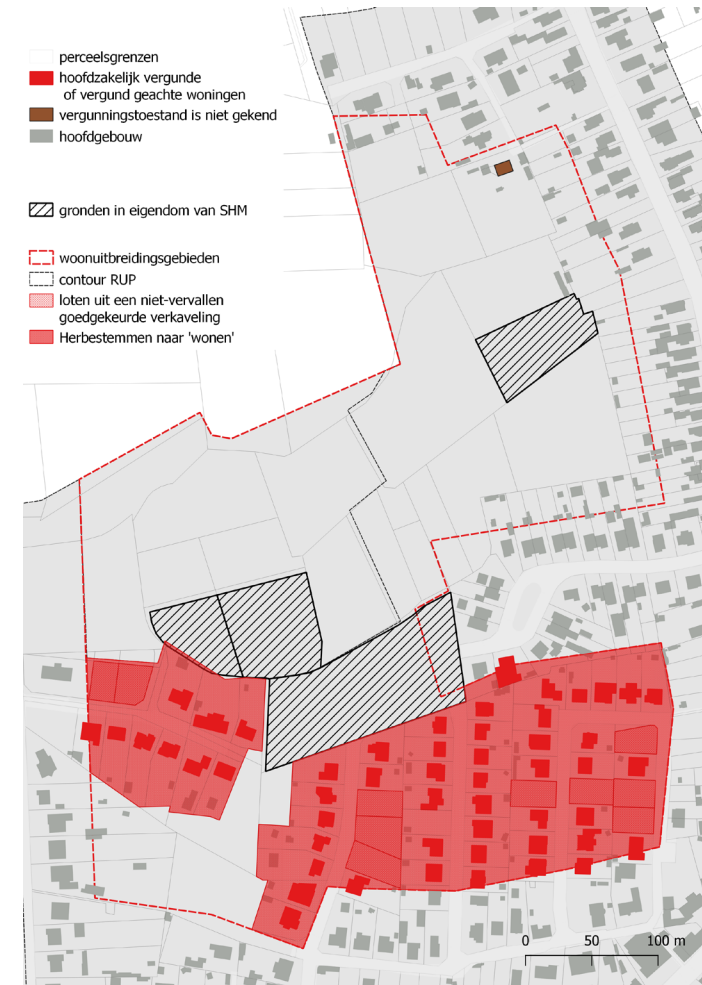 perceelsgrenzen
hoofdzakelijk vergunde
of vergund geachte woningen
vergunningstoestand is niet gekend
hoofdgebouw
gronden in eigendom van SHM
woonuitbreidingsgebieden
contour RUP
loten uit een niet-vervallen
goedgekeurde verkaveling
Herbestemmen naar 'wonen'
0 50 100 m